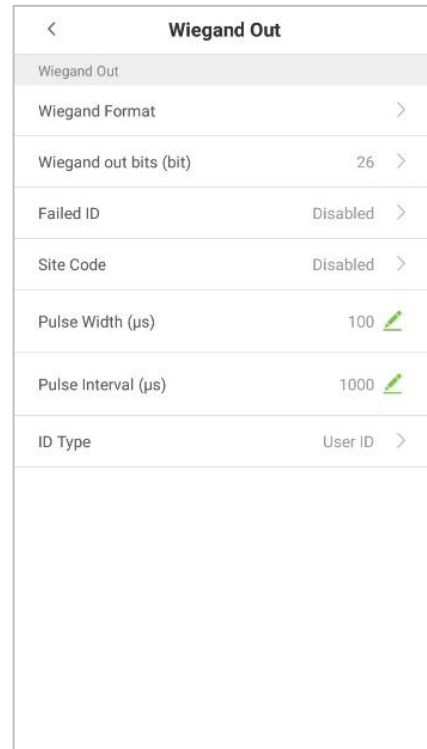 Wiegand Out
Wiegand Out
Wiegand Format
Wiegand out bits (bit) 26
Failed ID Disabled
Site Code Disabled
Pulse Width (μs) 100
Pulse Interval (μs) 1000
ID Type User ID